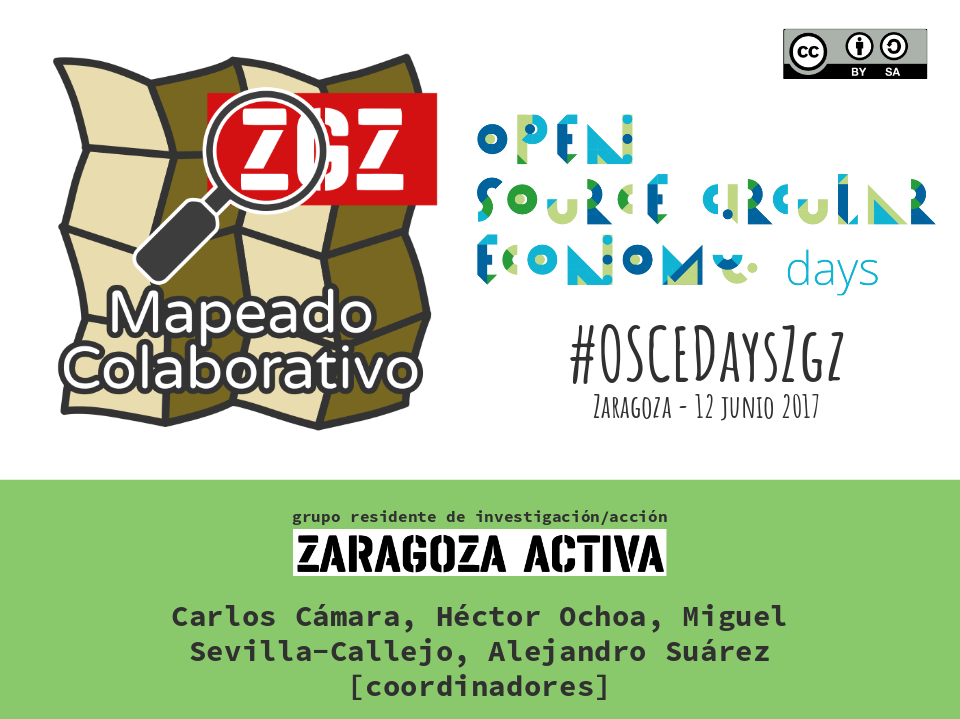 cc
BY SA
ZGZ
Mapeado
Colaborativo
OPEN
SOURCE CIRCULAR
ECONOMY days
#OSCEDaysZgz
Zaragoza - 12 junio 2017
grupo residente de investigación/acción
ZARAGOZA ACTIVA
Carlos Cámara, Héctor Ochoa, Miguel
Sevilla-Callejo, Alejandro Suárez
[coordinadores]